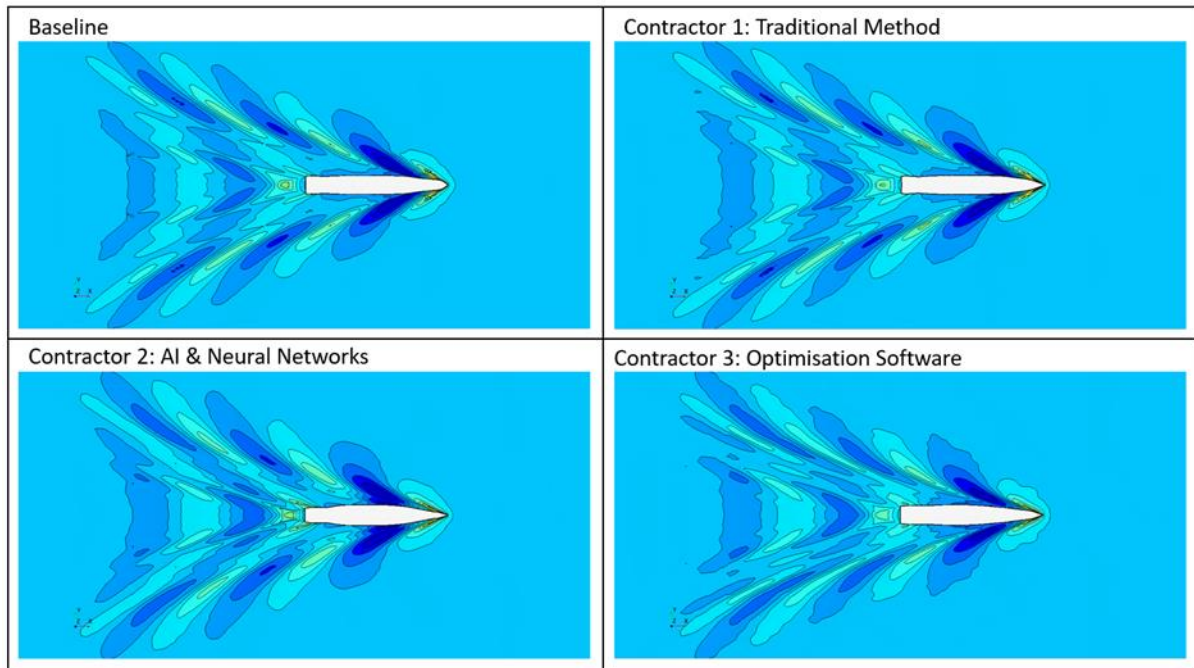 Baseline
Contractor 1: Traditional Method
Contractor 2: AI & Neural Networks
Contractor 3: Optimisation Software